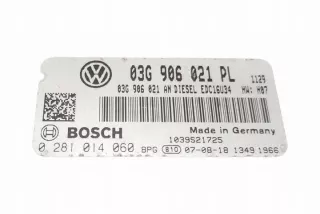 03G 906 021 PL 1129
03G 906 021 AN DIESEL EDC16U34 HW: H07
Made in Germany
BOSCH
1039S21725
0 281 014 060 BPG 610 07-08-18 1349 1966